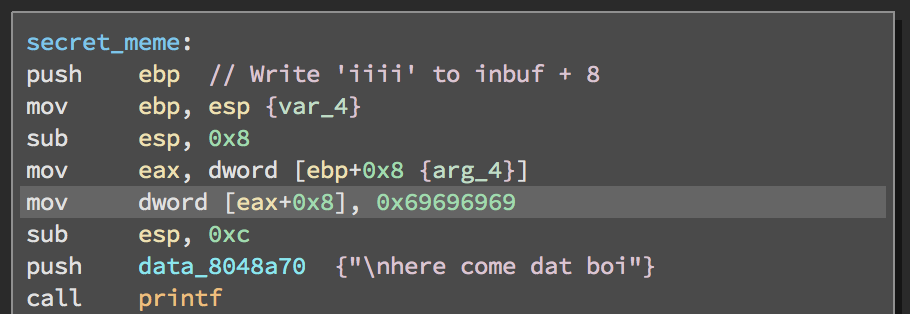 secret_meme:
push ebp // Write 'iiii' to inbuf + 8
mov ebp, esp {var_4}
sub esp, 0x8
mov eax, dword [ebp+0x8 {arg_4}]
mov dword [eax+0x8], 0x69696969
sub esp, 0xc
push data_8048a70 {"\nhere come dat boi"}
call printf